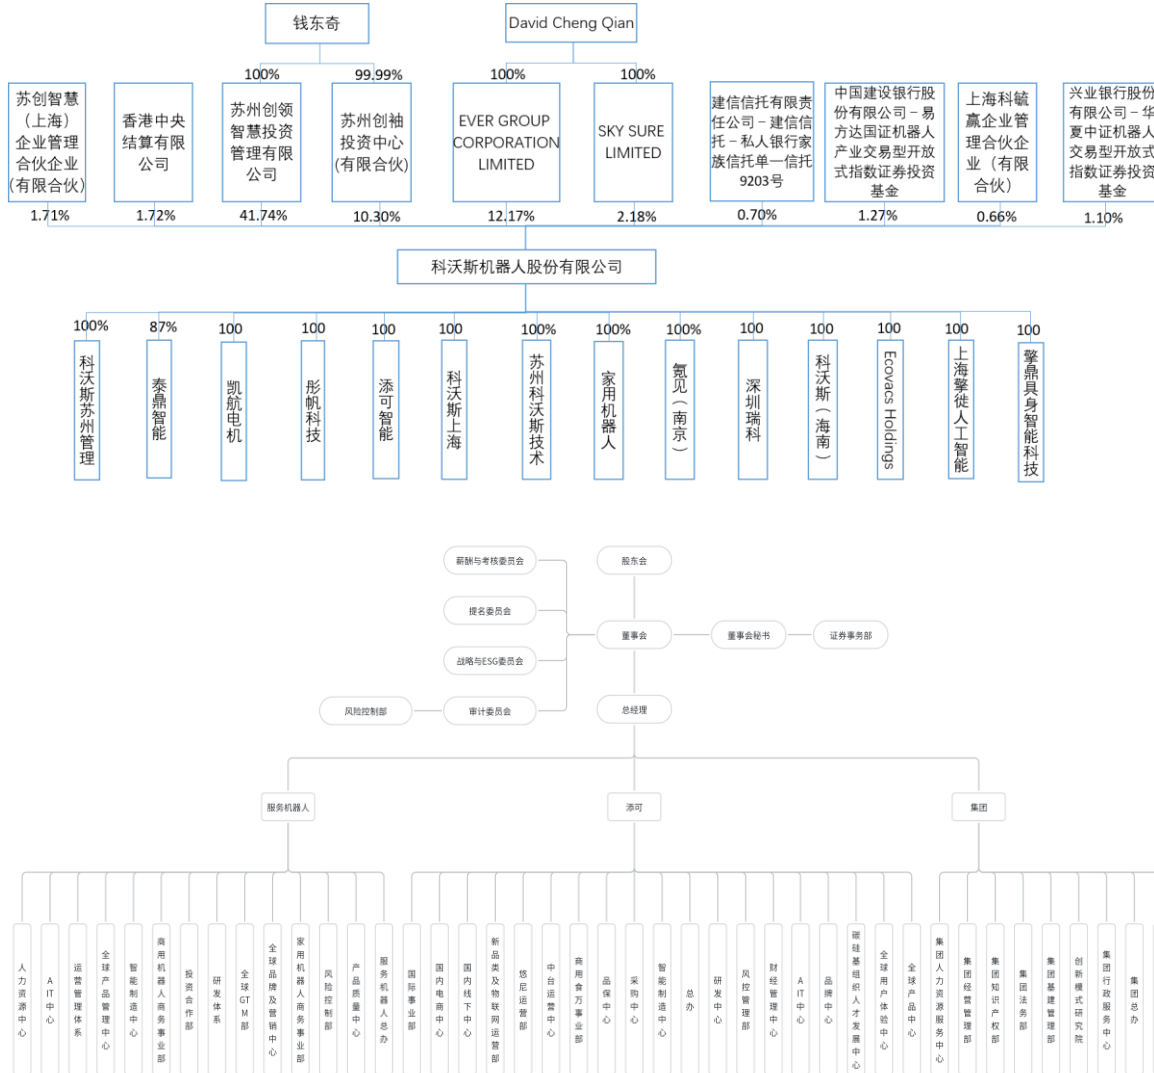 钱东奇
David Cheng Qian
100%
99.99%
100%
100%
苏创智慧
（上海）
企业管理
合伙企业
(有限合伙)
香港中央
结算有限
公司
苏州创领
智慧投资
管理有限
公司
苏州创袖
投资中心
(有限合伙)
EVER GROUP
CORPORATION
LIMITED
SKY SURE
LIMITED
建信信托有限责
任公司－建信信
托－私人银行家
族信托单一信托
9203号
中国建设银行股
份有限公司－易
方达国证机器人
产业交易型开放
式指数证券投资
基金
上海科毓
赢企业管
理合伙企
业（有限
合伙）
兴业银行股份
有限公司－华
夏中证机器人
交易型开放式
指数证券投资
基金
1.71%
1.72%
41.74%
10.30%
12.17%
2.18%
0.70%
1.27%
0.66%
1.10%
科沃斯机器人股份有限公司
100%
87%
100
100
100
100
100%
100%
100%
100
100
100
100
100
科沃斯苏州管理
泰鼎智能
凯航电机
彤帆科技
添可智能
科沃斯上海
苏州科沃斯技术
家用机器人
氪见（南京）
深圳瑞科
科沃斯（海南）
Ecovacs Holdings
上海擎徙人工智能
擎鼎具身智能科技
薪酬与考核委员会
股东会
提名委员会
董事会
董事会秘书
证券事务部
战略与ESG委员会
风险控制部
审计委员会
总经理
服务机器人
添可
集团
人力资源中心
AIT中心
运营管理体系
全球产品管理中心
智能制造中心
商用机器人商务事业部
投资合作部
研发体系
全球GTM部
全球品牌及营销中心
家用机器人商务事业部
风险控制部
产品质量中心
服务机器人总办
国际事业部
国内电商中心
国内线下中心
新品类及物联网运营部
悠尼运营部
中台运营中心
商用食万事业部
品保中心
采购中心
智能制造中心
总办
研发中心
风控管理部
财经管理中心
AIT中心
品牌中心
碳硅基组织人才发展中心
全球用户体验中心
全球产品中心
集团人力资源服务中心
集团经营管理部
集团知识产权部
集团法务部
集团基建管理部
创新模式研究院
集团行政服务中心
集团总办